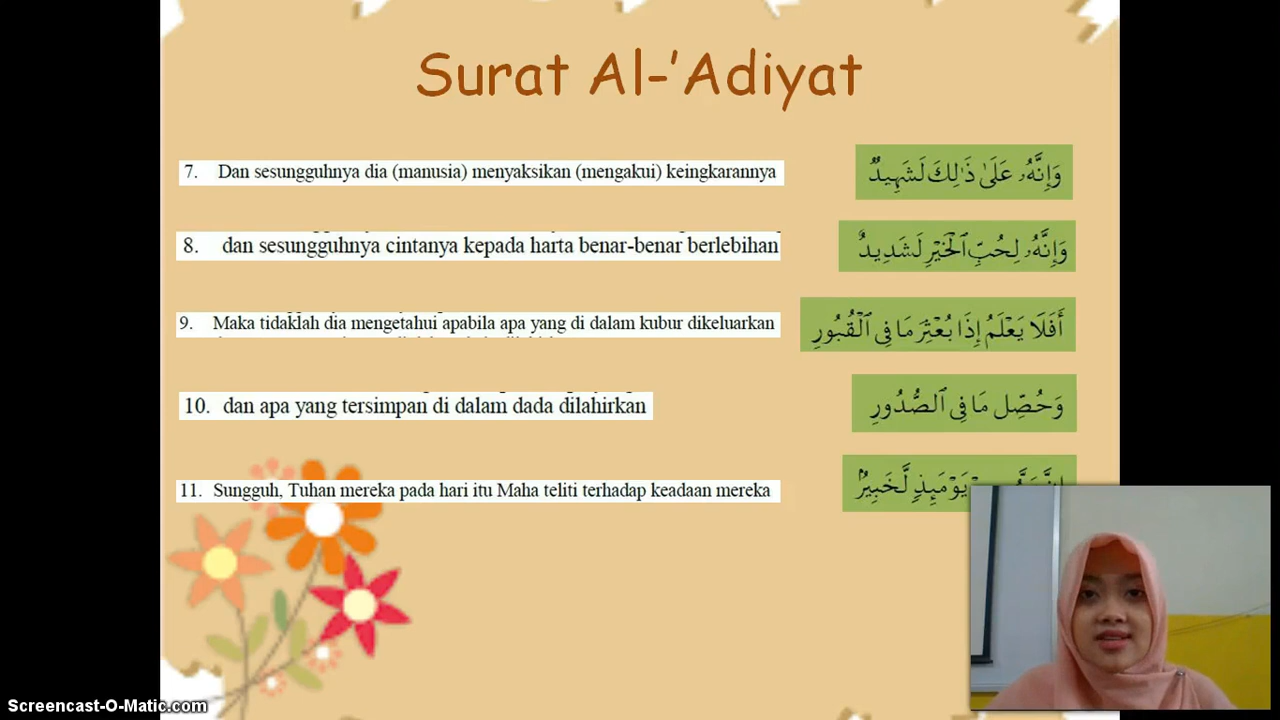 Surat Al-'Adiyat
7. Dan sesungguhnya dia (manusia) menyaksikan (mengakui) keingkarannya
وَإِنَّهُۥ عَلَىٰ ذَٰلِكَ لَشَهِيدٌ
8. dan sesungguhnya cintanya kepada harta benar-benar berlebihan
وَإِنَّهُۥ لِحُبِّ ٱلْخَيْرِ لَشَدِيدٌ
9. Maka tidaklah dia mengetahui apabila apa yang di dalam kubur dikeluarkan
أَفَلَا يَعْلَمُ إِذَا بُعْثِرَ مَا فِى ٱلْقُبُورِ
10. dan apa yang tersimpan di dalam dada dilahirkan
وَحُصِّلَ مَا فِى ٱلصُّدُورِ
11. Sungguh, Tuhan mereka pada hari itu Maha teliti terhadap keadaan mereka
يَوْمَئِذٍ لَّخَبِيرٌۢ
Screencast-O-Matic.com